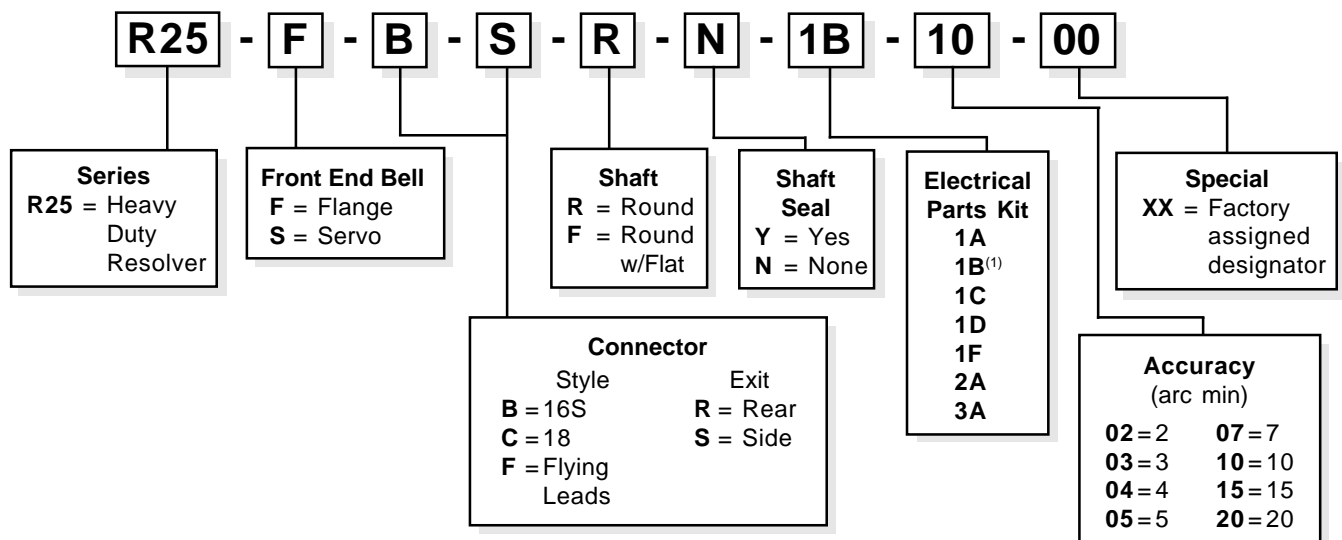 R25 - F - B - S - R - N - 1B - 10 - 00
Series
R25 = Heavy
Duty
Resolver
Front End Bell
F = Flange
S = Servo
Shaft
R = Round
F = Round
w/Flat
Shaft
Seal
Y = Yes
N = None
Electrical
Parts Kit
1A
1B(1)
1C
1D
1F
2A
3A
Special
XX = Factory
assigned
designator
Connector
Style Exit
B = 16S R = Rear
C = 18 S = Side
F = Flying
Leads
Accuracy
(arc min)
02 = 2 07 = 7
03 = 3 10 = 10
04 = 4 15 = 15
05 = 5 20 = 20